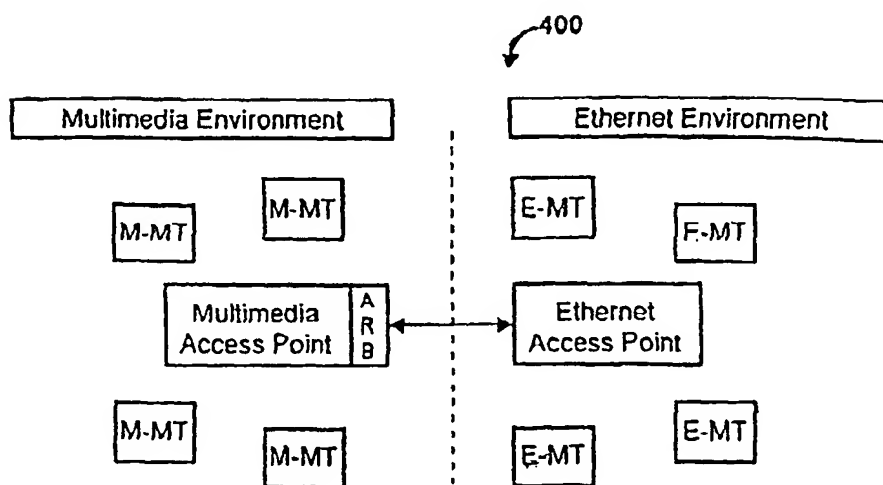 400
Multimedia Environment
Ethernet Environment
M-MT
M-MT
E-MT
E-MT
Multimedia
Access Point
ARB
Ethernet
Access Point
M-MT
M-MT
E-MT
E-MT